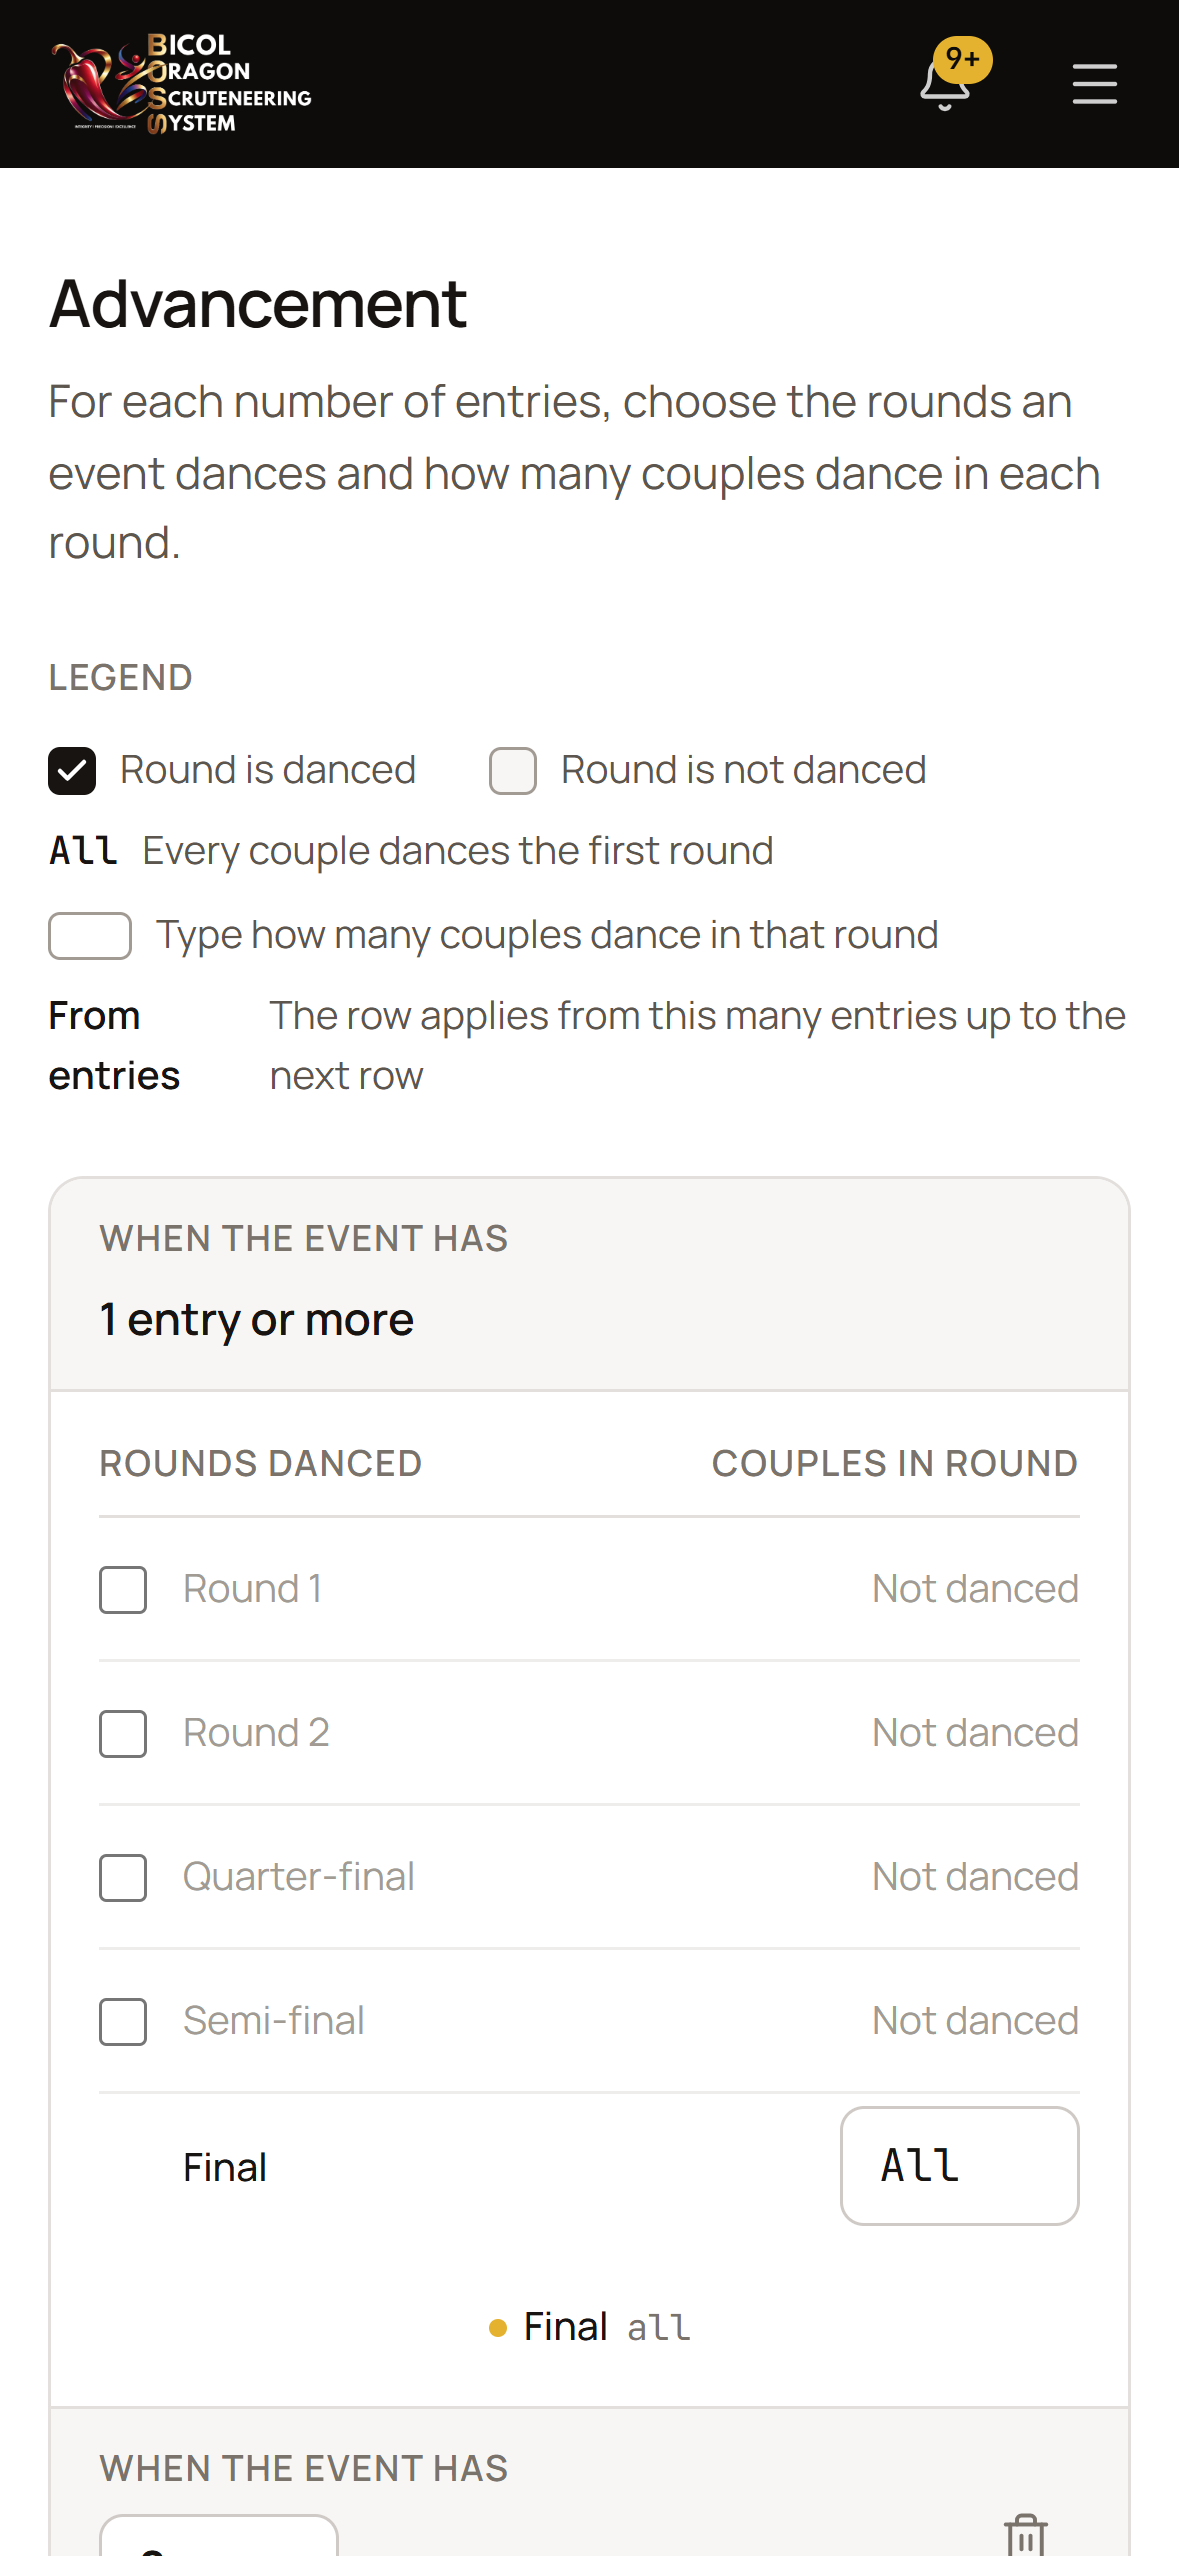 BICOL
ORAGON
SCRUTENEERING
SYSTEM
INTEGRITY | PRECISION | EXCELLENCE
9+
Advancement
For each number of entries, choose the rounds an
event dances and how many couples dance in each
round.
LEGEND
Round is danced
Round is not danced
All Every couple dances the first round
Type how many couples dance in that round
From entries
The row applies from this many entries up to the
next row
WHEN THE EVENT HAS
1 entry or more
ROUNDS DANCED COUPLES IN ROUND
Round 1 Not danced
Round 2 Not danced
Quarter-final Not danced
Semi-final Not danced
Final All
Final all
WHEN THE EVENT HAS